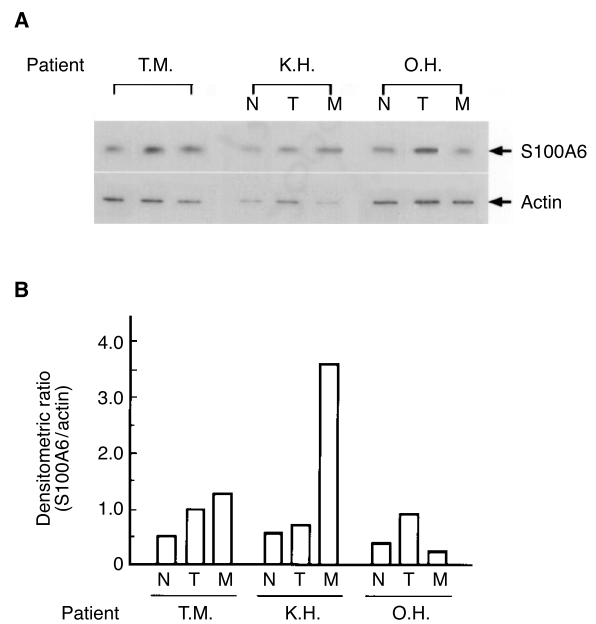 A
Patient T.M. K.H. O.H.
N T M N T M
S100A6
Actin
B
Densitometric ratio
(S100A6/actin)
4.0
3.0
2.0
1.0
0
N T M N T M N T M
Patient T.M. K.H. O.H.